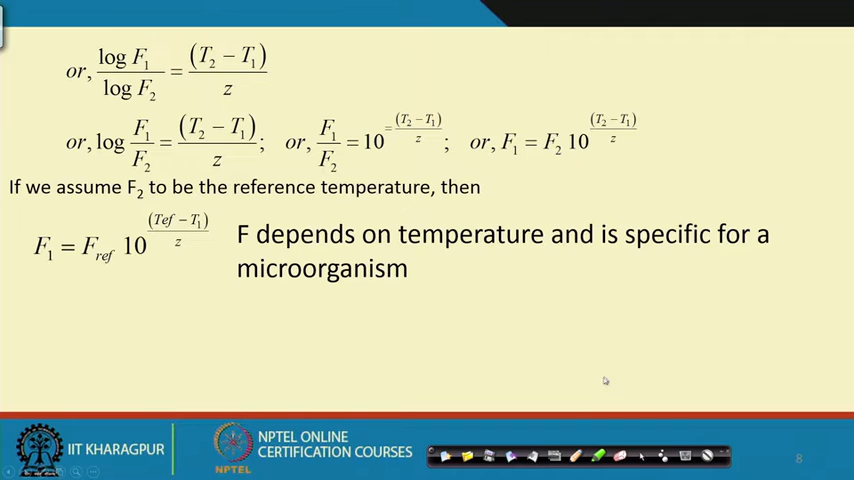 or, log F₁ / log F₂ = (T₂ − T₁) / z
or, log F₁ / F₂ = (T₂ − T₁) / z ; or, F₁ / F₂ = 10^(= (T₂ − T₁) / z) ; or, F₁ = F₂ 10^((T₂ − T₁) / z)
If we assume F₂ to be the reference temperature, then
F₁ = F_ref 10^((Tef − T₁) / z)
F depends on temperature and is specific for a
microorganism
IIT KHARAGPUR
NPTEL
NPTEL ONLINE
CERTIFICATION COURSES
8